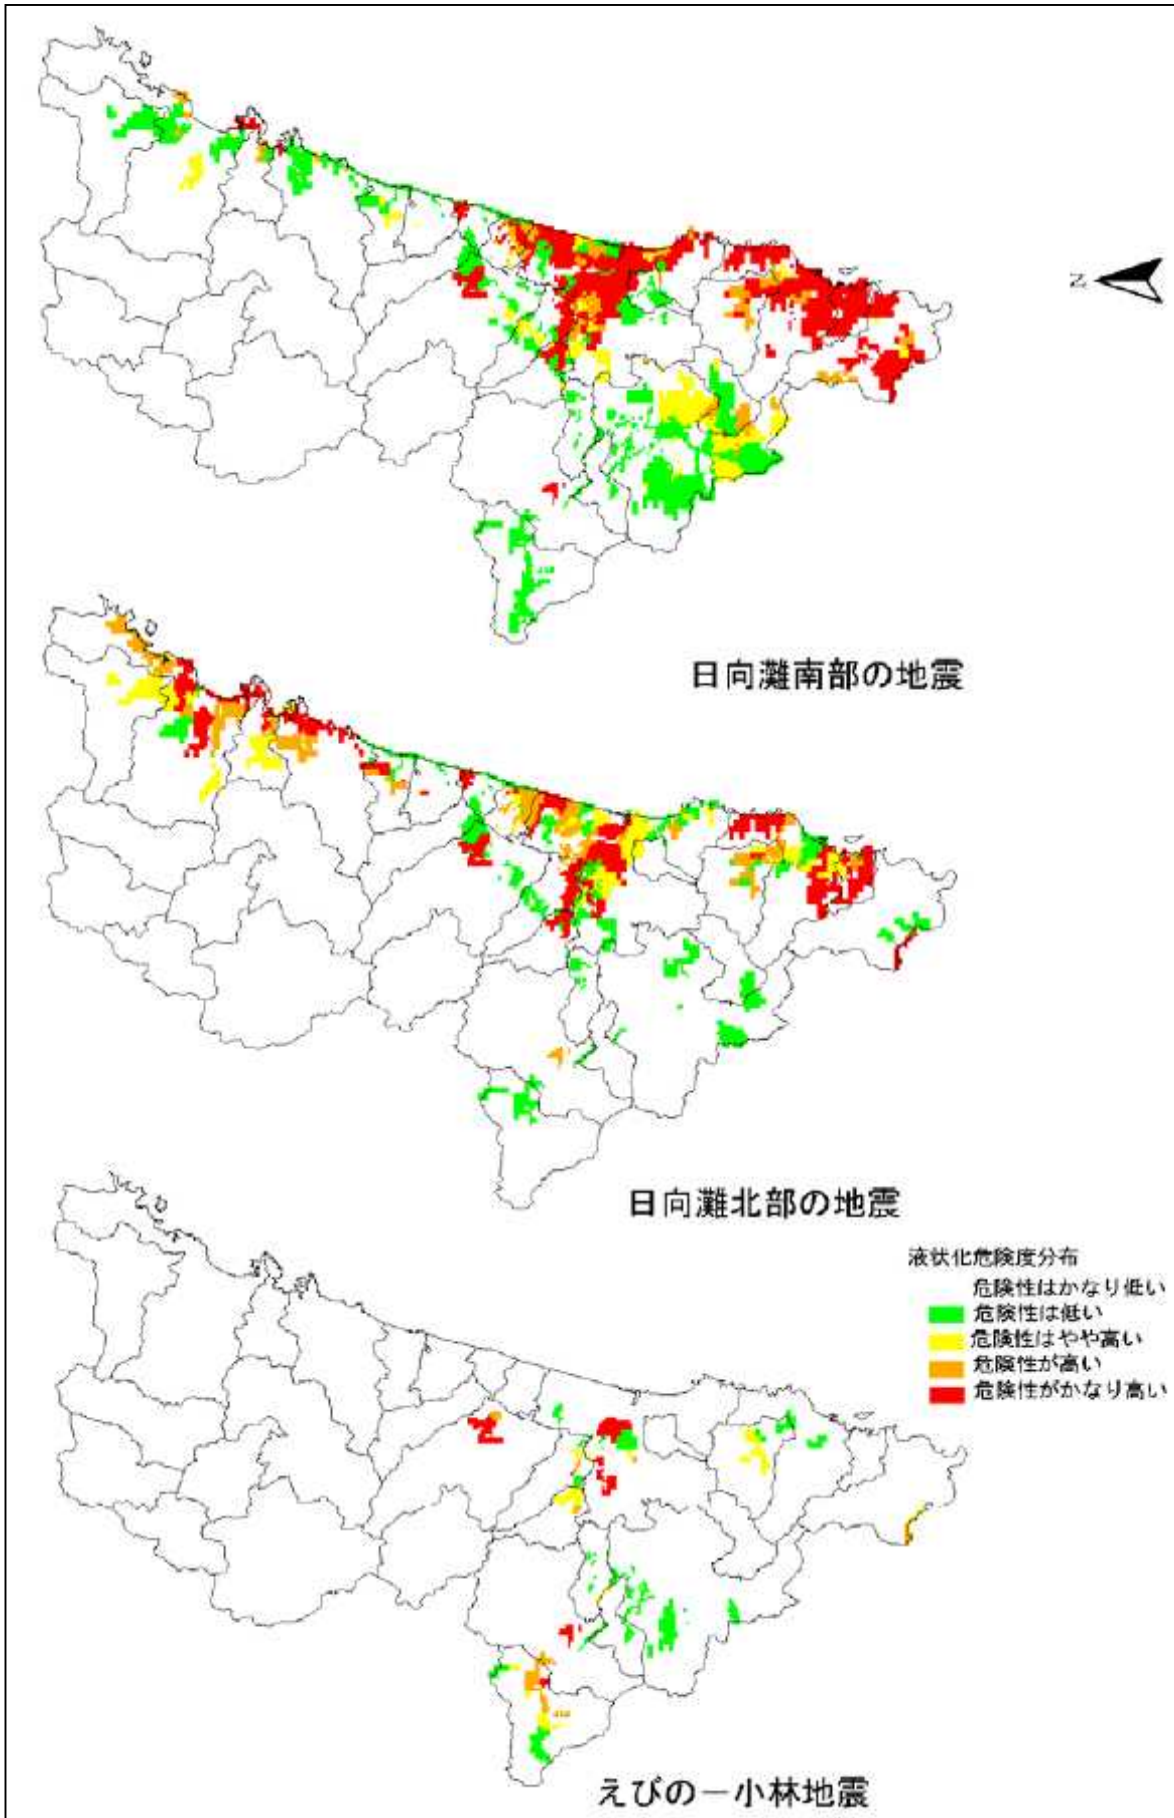 N
日向灘南部の地震
日向灘北部の地震
液状化危険度分布
危険性はかなり低い
危険性は低い
危険性はやや高い
危険性が高い
危険性がかなり高い
えびの－小林地震